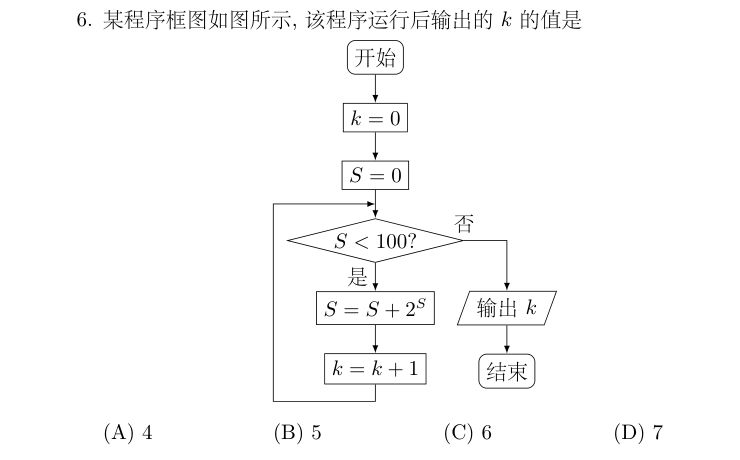 6. 某程序框图如图所示, 该程序运行后输出的 k 的值是
开始
k = 0
S = 0
S < 100?
否
是
S = S + 2^S
输出 k
k = k + 1
结束
(A) 4 (B) 5 (C) 6 (D) 7